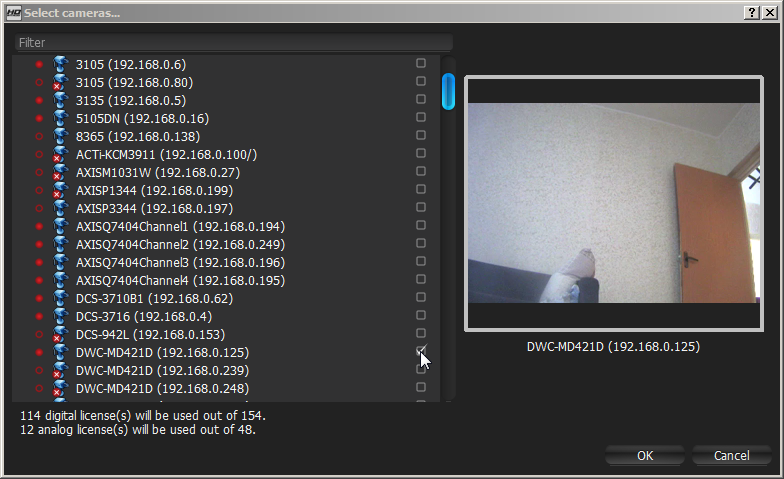 HD Select cameras...
Filter
3105 (192.168.0.6)
3105 (192.168.0.80)
3135 (192.168.0.5)
5105DN (192.168.0.16)
8365 (192.168.0.138)
ACTi-KCM3911 (192.168.0.100/)
AXISM1031W (192.168.0.27)
AXISP1344 (192.168.0.199)
AXISP3344 (192.168.0.197)
AXISQ7404Channel1 (192.168.0.194)
AXISQ7404Channel2 (192.168.0.249)
AXISQ7404Channel3 (192.168.0.196)
AXISQ7404Channel4 (192.168.0.195)
DCS-3710B1 (192.168.0.62)
DCS-3716 (192.168.0.4)
DCS-942L (192.168.0.153)
DWC-MD421D (192.168.0.125)
DWC-MD421D (192.168.0.239)
DWC-MD421D (192.168.0.248)
DWC-MD421D (192.168.0.125)
114 digital license(s) will be used out of 154.
12 analog license(s) will be used out of 48.
OK
Cancel